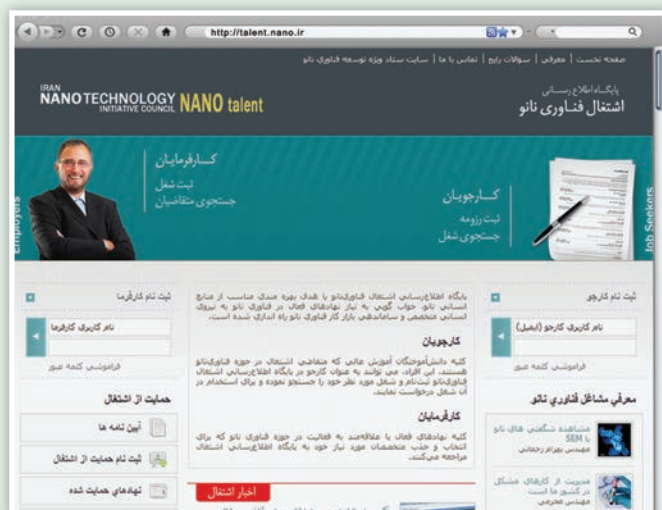 http://talent.nano.ir
صفحه نخست | معرفی | سوالات رایج | تماس با ما | سایت ستاد ویژه توسعه فناوری نانو
IRAN
NANOTECHNOLOGY
INITIATIVE COUNCIL
NANO talent
پایگاه اطلاع رسانی
اشتغال فناوری نانو
Job Seekers
کارجویان
ثبت رزومه
جستجوی شغل
کارفرمایان
ثبت شغل
جستجوی متقاضیان
Employers
ثبت نام کارجو
نام کاربری کارجو (ایمیل)
فراموشی کلمه عبور
معرفی مشاغل فناوری نانو
مشاهده شگفتی های نانو
با SEM
مهندس بهرام رحمانی
مدیریت از کارهای مشکل
در کشور ما است
مهندس محرمی
پایگاه اطلاع‌رسانی اشتغال فناوری‌نانو با هدف بهره مندی مناسب از منابع
انسانی نانو، جواب گویی به نیاز نهادهای فعال در فناوری نانو به نیروی
انسانی متخصص و ساماندهی بازار کار فناوری نانو راه اندازی شده است.
کارجویان
کلیه دانش‌آموختگان آموزش عالی که متقاضی اشتغال در حوزه فناوری‌نانو
هستند، این افراد، می توانند به عنوان کارجو در پایگاه اطلاع‌رسانی اشتغال
فناوری‌نانو ثبت‌نام و شغل مورد نظر خود را جستجو نموده و برای استخدام در
آن شغل درخواست نمایند.
کارفرمایان
کلیه نهادهای فعال یا علاقه‌مند به فعالیت در حوزه فناوری نانو که برای
انتخاب و جذب متخصصان مورد نیاز خود به پایگاه اطلاع‌رسانی اشتغال
مراجعه می‌کنند.
اخبار اشتغال
ثبت نام کارفرما
نام کاربری کارفرما
فراموشی کلمه عبور
حمایت از اشتغال
آیین نامه ها
ثبت نام حمایت از اشتغال
نهادهای حمایت شده